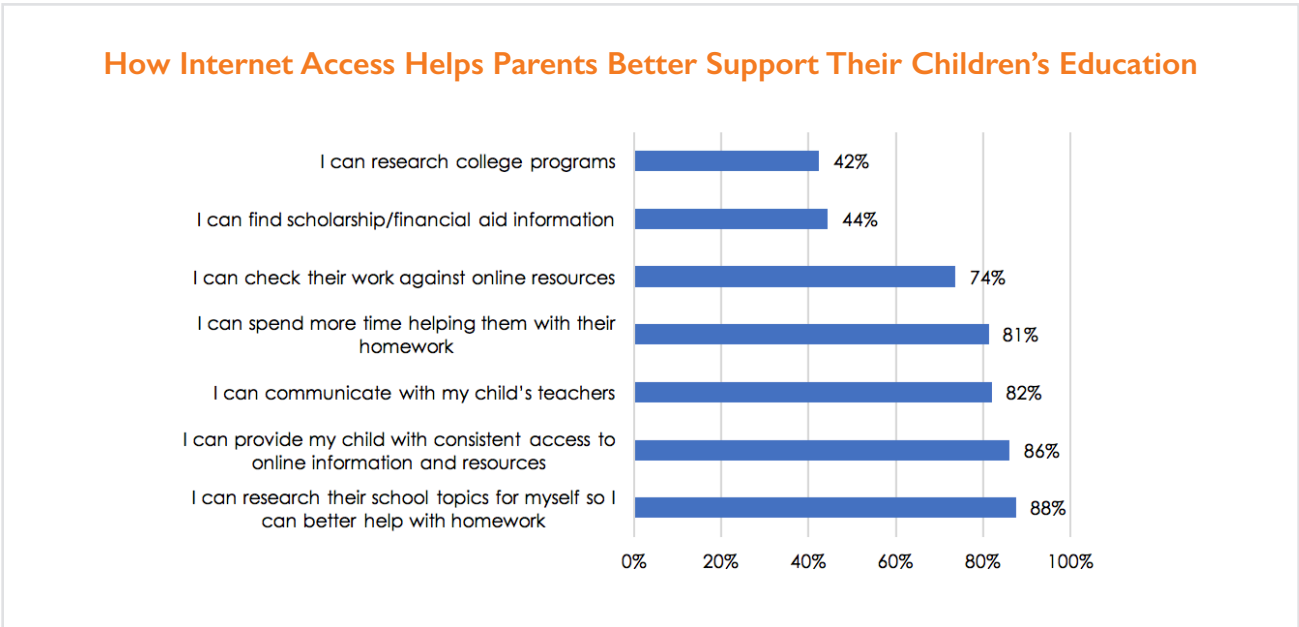 How Internet Access Helps Parents Better Support Their Children’s Education
I can research college programs
42%
I can find scholarship/financial aid information
44%
I can check their work against online resources
74%
I can spend more time helping them with their
homework
81%
I can communicate with my child’s teachers
82%
I can provide my child with consistent access to
online information and resources
86%
I can research their school topics for myself so I
can better help with homework
88%
0% 20% 40% 60% 80% 100%